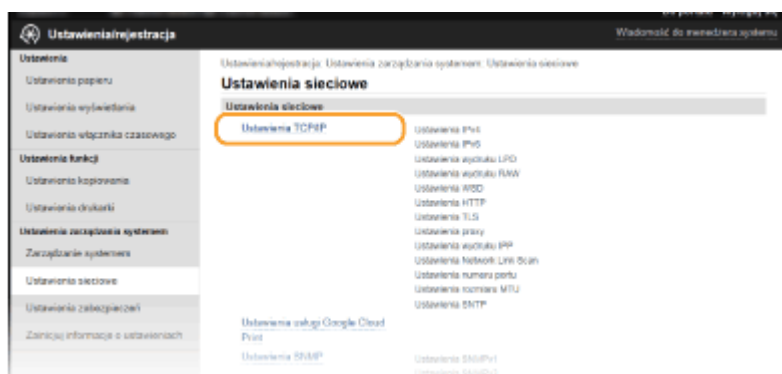 Ustawienia/rejestracja
Wiadomość do menedżera systemu
Ustawienia
Ustawienia papieru
Ustawienia wyświetlania
Ustawienia włącznika czasowego
Ustawienia funkcji
Ustawienia kopiowania
Ustawienia drukarki
Ustawienia zarządzania systemem
Zarządzanie systemem
Ustawienia sieciowe
Ustawienia zabezpieczeń
Zainicjuj informacje o ustawieniach
Ustawienia/rejestracja: Ustawienia zarządzania systemem: Ustawienia sieciowe
Ustawienia sieciowe
Ustawienia sieciowe
Ustawienia TCP/IP
Ustawienia IPv4
Ustawienia IPv6
Ustawienia wydruku LPD
Ustawienia wydruku RAW
Ustawienia WSD
Ustawienia HTTP
Ustawienia TLS
Ustawienia proxy
Ustawienia wydruku IPP
Ustawienia Network Link Scan
Ustawienia numeru portu
Ustawienia rozmiaru MTU
Ustawienia SNTP
Ustawienia usługi Google Cloud
Print
Ustawienia SNMP
Ustawienia SNMPv1